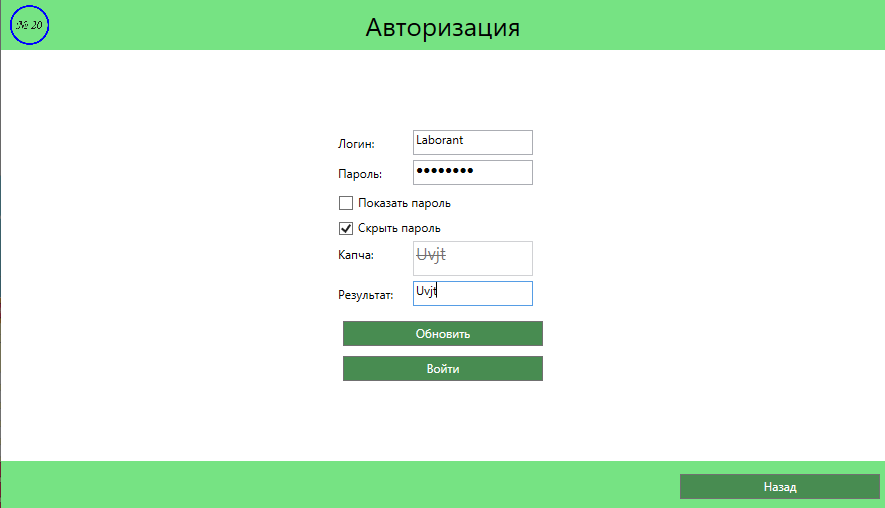 № 20
Авторизация
Логин: Laborant
Пароль: ●●●●●●●●
Показать пароль
Скрыть пароль
Капча: Uvjt
Результат: Uvjt
Обновить
Войти
Назад